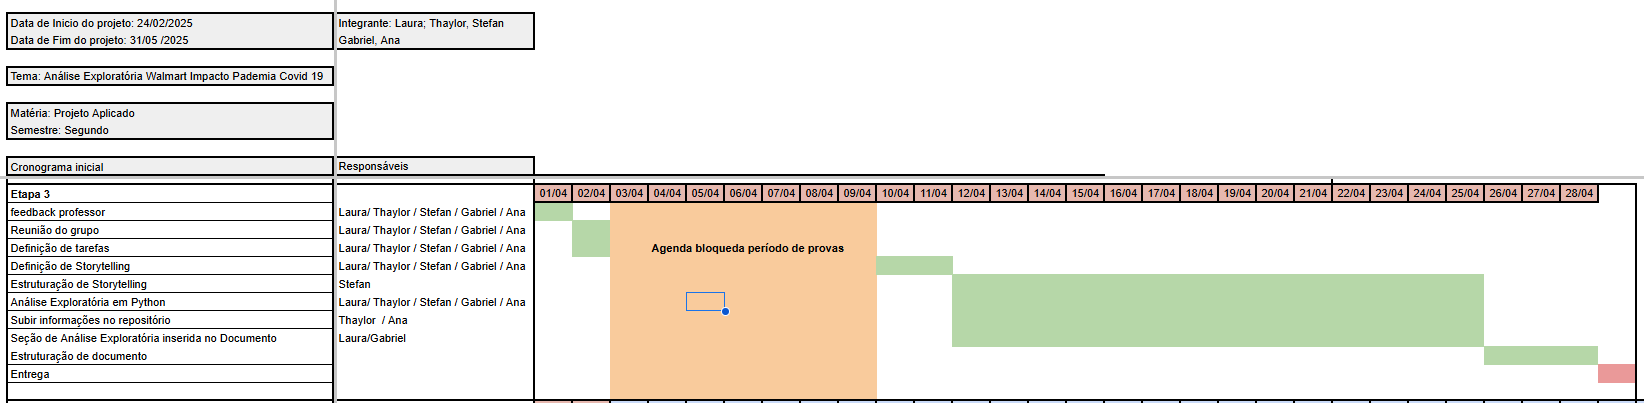 Data de Inicio do projeto: 24/02/2025
Data de Fim do projeto: 31/05 /2025
Integrante: Laura; Thaylor, Stefan
Gabriel, Ana
Tema: Análise Exploratória Walmart Impacto Pademia Covid 19
Matéria: Projeto Aplicado
Semestre: Segundo
Cronograma inicial Responsáveis
Etapa 3 01/04 02/04 03/04 04/04 05/04 06/04 07/04 08/04 09/04 10/04 11/04 12/04 13/04 14/04 15/04 16/04 17/04 18/04 19/04 20/04 21/04 22/04 23/04 24/04 25/04 26/04 27/04 28/04
feedback professor Laura/ Thaylor / Stefan / Gabriel / Ana
Reunião do grupo Laura/ Thaylor / Stefan / Gabriel / Ana
Definição de tarefas Laura/ Thaylor / Stefan / Gabriel / Ana Agenda bloqueda período de provas
Definição de Storytelling Laura/ Thaylor / Stefan / Gabriel / Ana
Estruturação de Storytelling Stefan
Análise Exploratória em Python Laura/ Thaylor / Stefan / Gabriel / Ana
Subir informações no repositório Thaylor / Ana
Seção de Análise Exploratória inserida no Documento Laura/Gabriel
Estruturação de documento
Entrega